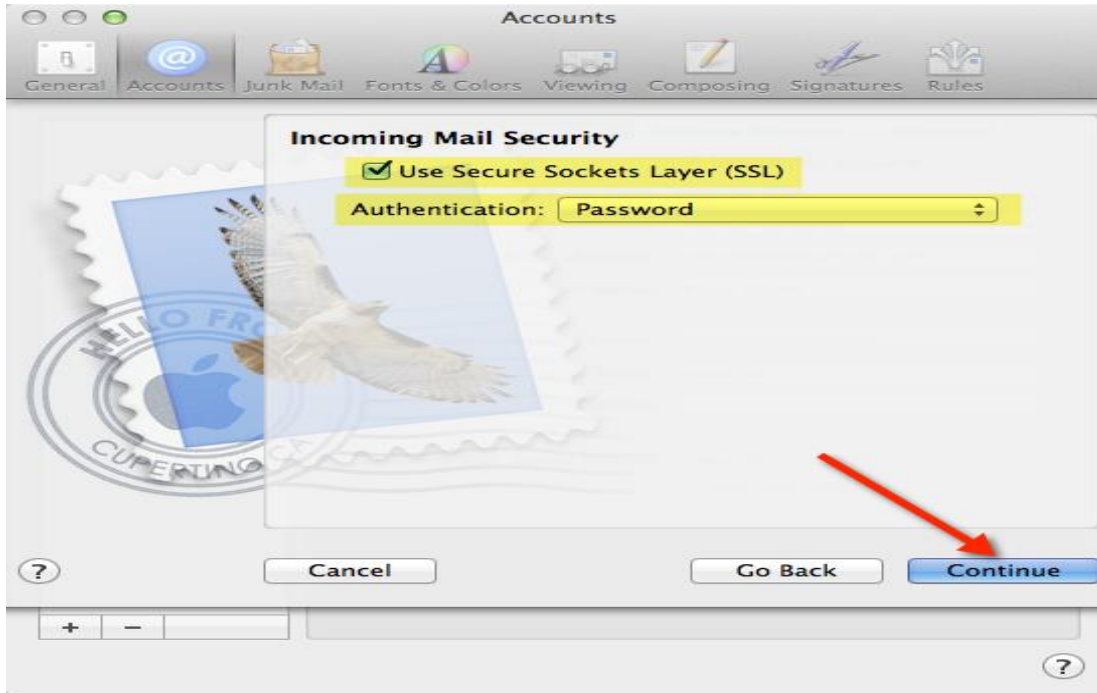 Accounts
General Accounts Junk Mail Fonts & Colors Viewing Composing Signatures Rules
Incoming Mail Security
Use Secure Sockets Layer (SSL)
Authentication: Password
HELLO FRO
CUPERTINO CA
? Cancel Go Back Continue
+ −
?